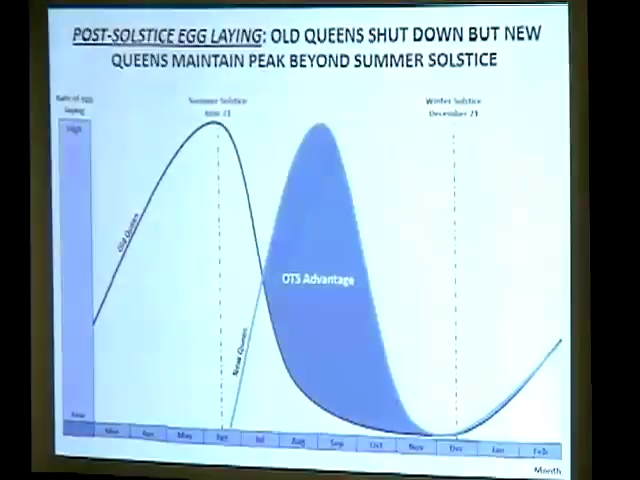 POST-SOLSTICE EGG LAYING: OLD QUEENS SHUT DOWN BUT NEW
QUEENS MAINTAIN PEAK BEYOND SUMMER SOLSTICE
Rate of egg
laying
Summer Solstice
June 21
Winter Solstice
December 21
High
Old Queen
OTS Advantage
New Queen
Low
Mar Apr May Jun Jul Aug Sep Oct Nov Dec Jan Feb
Month